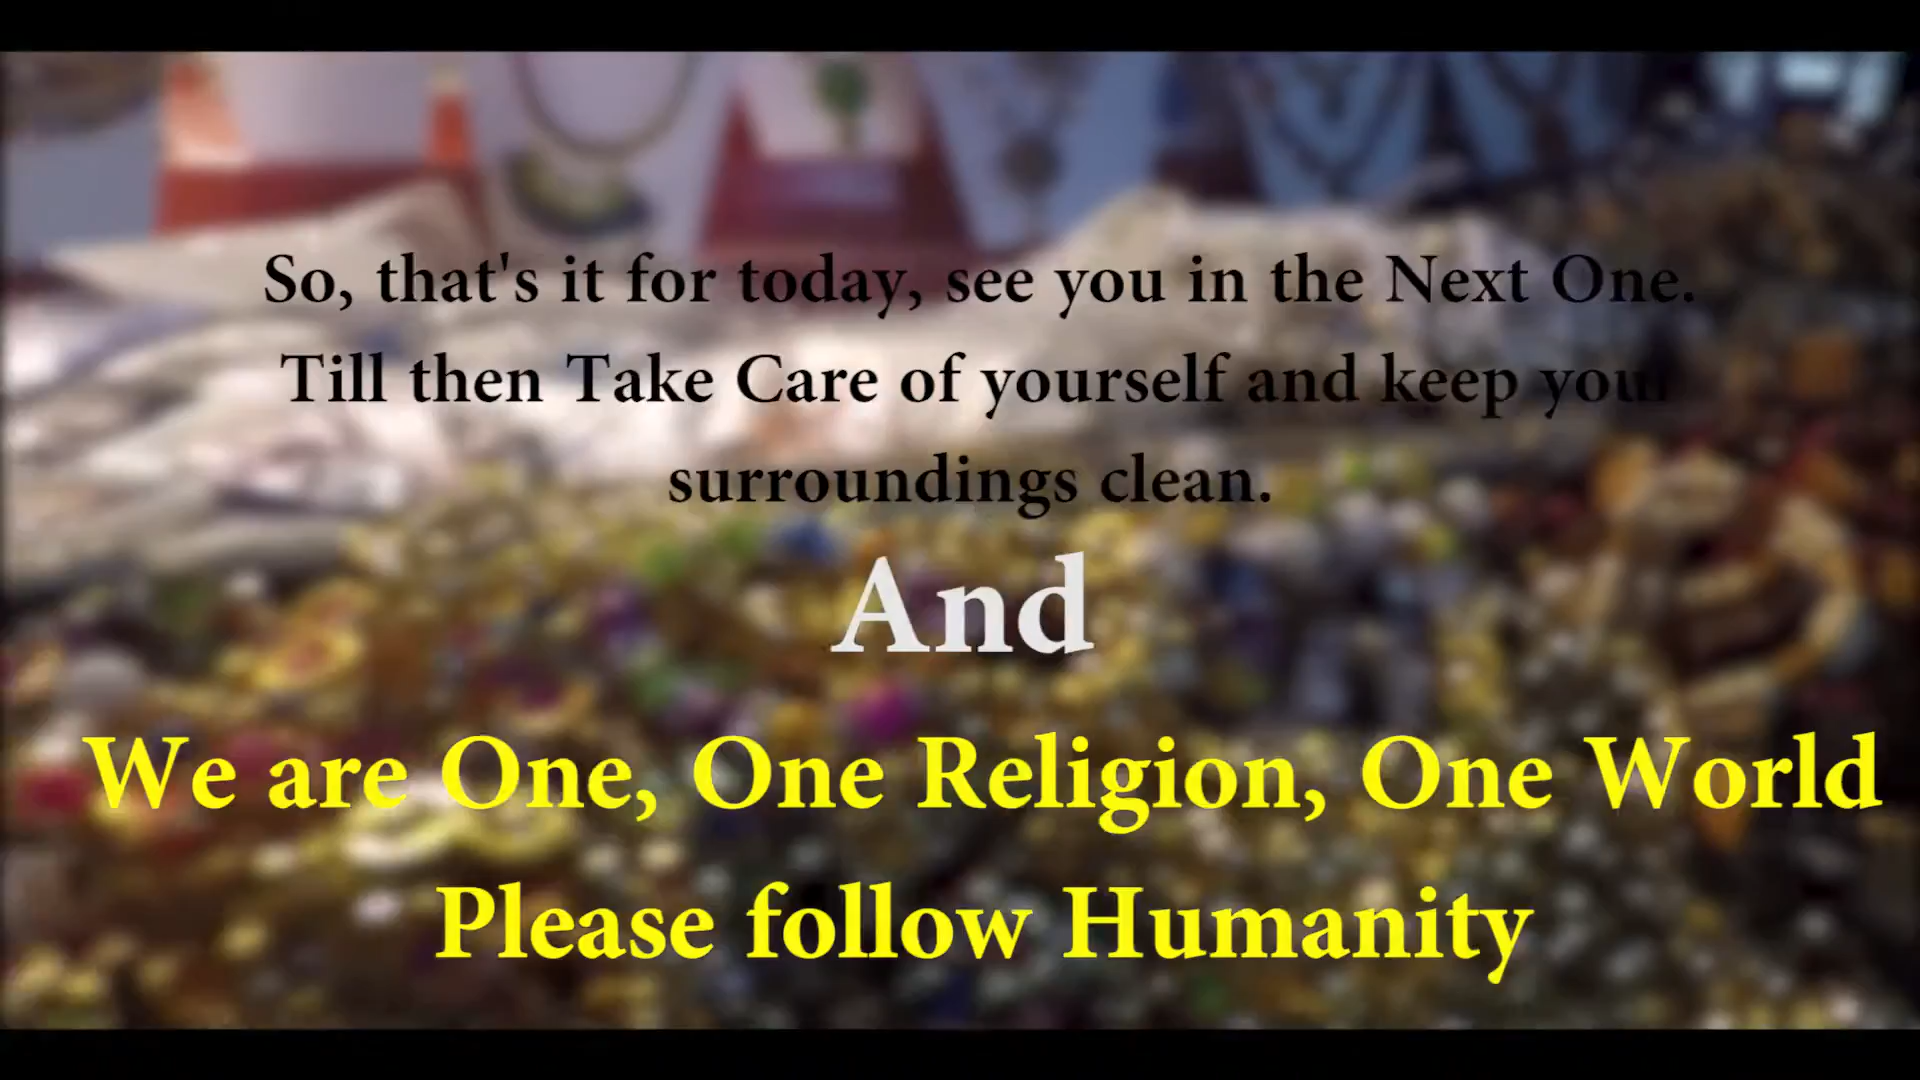 So, that's it for today, see you in the Next One.
Till then Take Care of yourself and keep your
surroundings clean.
And
We are One, One Religion, One World
Please follow Humanity